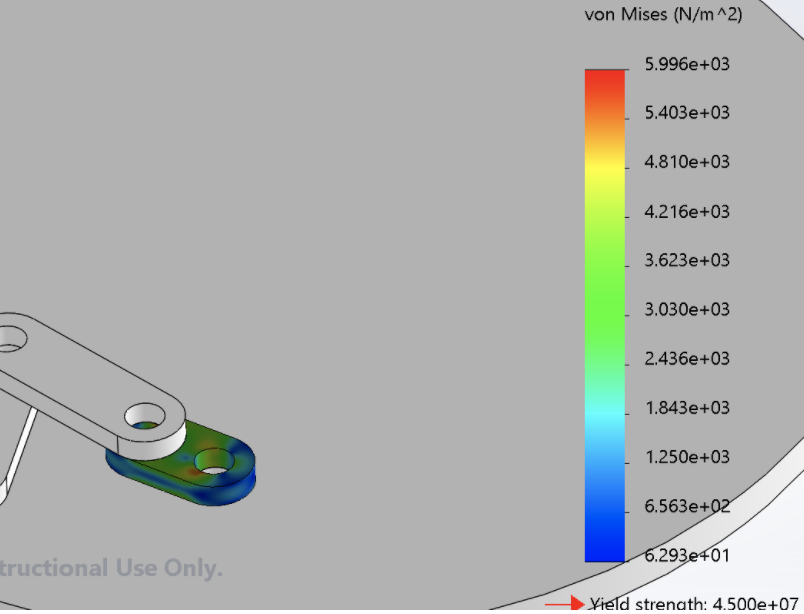 von Mises (N/m^2)
5.996e+03
5.403e+03
4.810e+03
4.216e+03
3.623e+03
3.030e+03
2.436e+03
1.843e+03
1.250e+03
6.563e+02
6.293e+01
Yield strength: 4.500e+07
tructional Use Only.